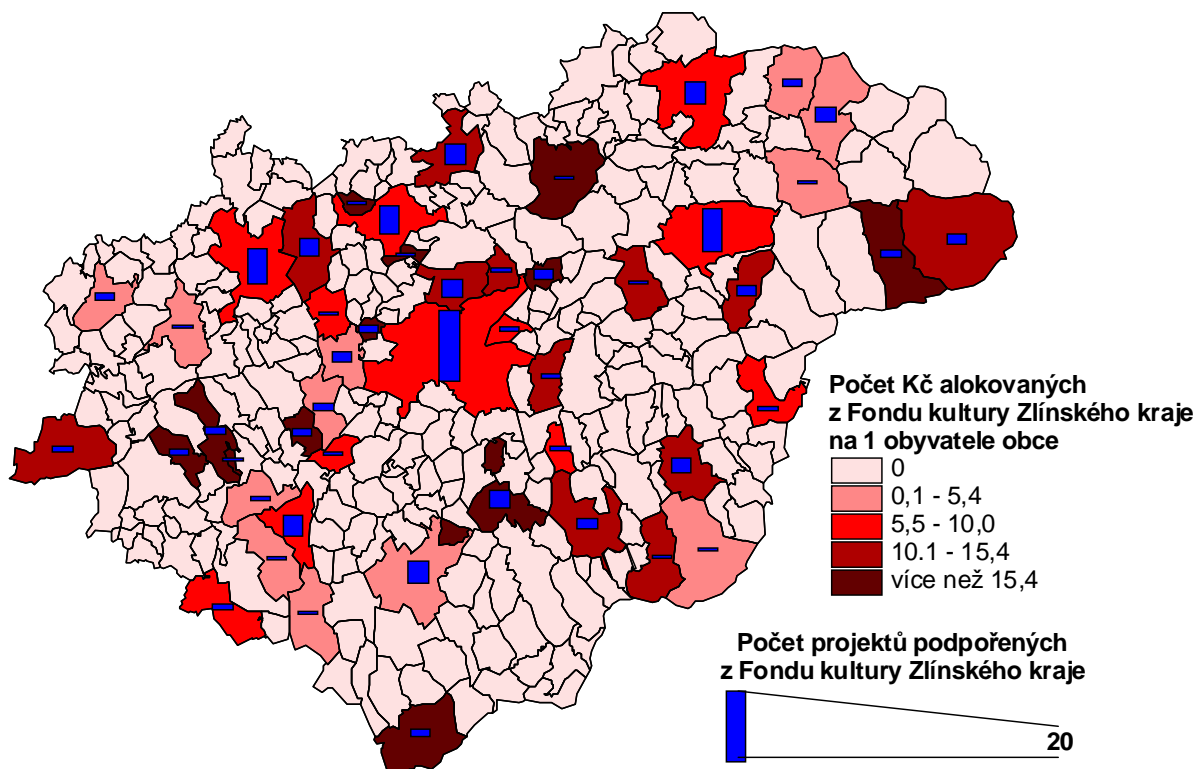 Počet Kč alokovaných
z Fondu kultury Zlínského kraje
na 1 obyvatele obce
0
0,1 - 5,4
5,5 - 10,0
10.1 - 15,4
více než 15,4
Počet projektů podpořených
z Fondu kultury Zlínského kraje
20